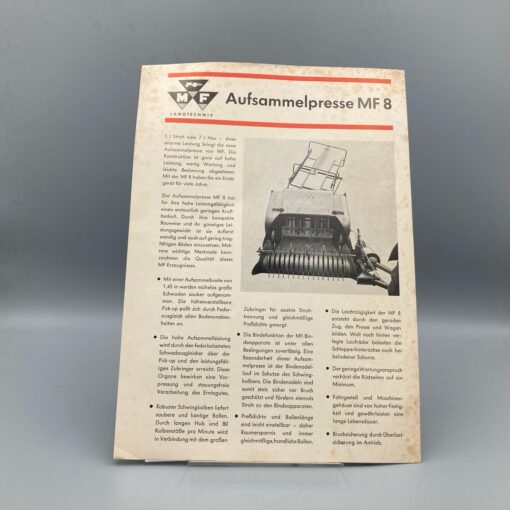 MF
LANDTECHNIK
Aufsammelpresse MF 8
5 t Stroh oder 7 t Heu – diese
enorme Leistung bringt die neue
Aufsammelpresse von MF. Die
Konstruktion ist ganz auf hohe
Leistung, wenig Wartung und
leichte Bedienung abgestimmt.
Mit der MF 8 haben Sie ein Ernte-
gerät für viele Jahre.
Die Aufsammelpresse MF 8 hat
für ihre hohe Leistungsfähigkeit
einen erstaunlich geringen Kraft-
bedarf. Durch ihre kompakte
Bauweise und ihr günstiges Lei-
stungsgewicht ist sie äußerst
wendig und auch auf gering trag-
fähigen Böden einzusetzen. Meh-
rere wichtige Merkmale kenn-
zeichnen die Qualität dieses
MF-Erzeugnisses.
• Mit einer Aufnahmebreite von
1,45 m werden mühelos große
Schwaden sauber aufgenom-
men. Die höhenverstellbare
Pick-up paßt sich durch Feder-
ausgleich allen Bodenuneben-
heiten an.
• Die hohe Aufnahmeleistung
wird durch den federbelasteten
Schwadausgleicher über der
Pick-up und den leistungsfähi-
gen Zubringer erreicht. Diese
Organe bewirken eine Vor-
pressung und stauungsfreie
Verarbeitung des Erntegutes.
• Robuster Schwingkolben liefert
saubere und kantige Ballen.
Durch langen Hub und 80
Kolbenstöße pro Minute wird
in Verbindung mit dem großen
Zubringer für exakte Stroh-
trennung und gleichmäßige
Preßdichte gesorgt.
• Die Bindefunktion der MF-Bin-
deapparate ist unter allen
Bedingungen zuverlässig. Eine
Besonderheit dieser Aufsam-
melpresse ist der Bindenadel-
lauf im Schutze des Schwing-
kolbens. Die Bindenadeln sind
somit stets sicher vor Bruch
geschützt und fördern niemals
Stroh zu den Bindeapparaten.
• Preßdichte und Ballenlänge
sind leicht einstellbar – daher
Raumersparnis und immer
gleichmäßige, handliche Ballen.
• Die Leichtzügigkeit der MF 8
entsteht durch den geraden
Zug, den Presse und Wagen
bilden. Weit nach hinten ver-
legte Laufräder belasten die
Schlepperhinterachse auch bei
beladener Schurre.
• Der geringe Wartungsanspruch
verkürzt die Rüstzeiten auf ein
Minimum.
• Fahrgestell und Maschinen-
gehäuse sind von hoher Festig-
keit und gewährleisten eine
lange Lebensdauer.
• Bruchsicherung durch Überlast-
sicherung im Antrieb.